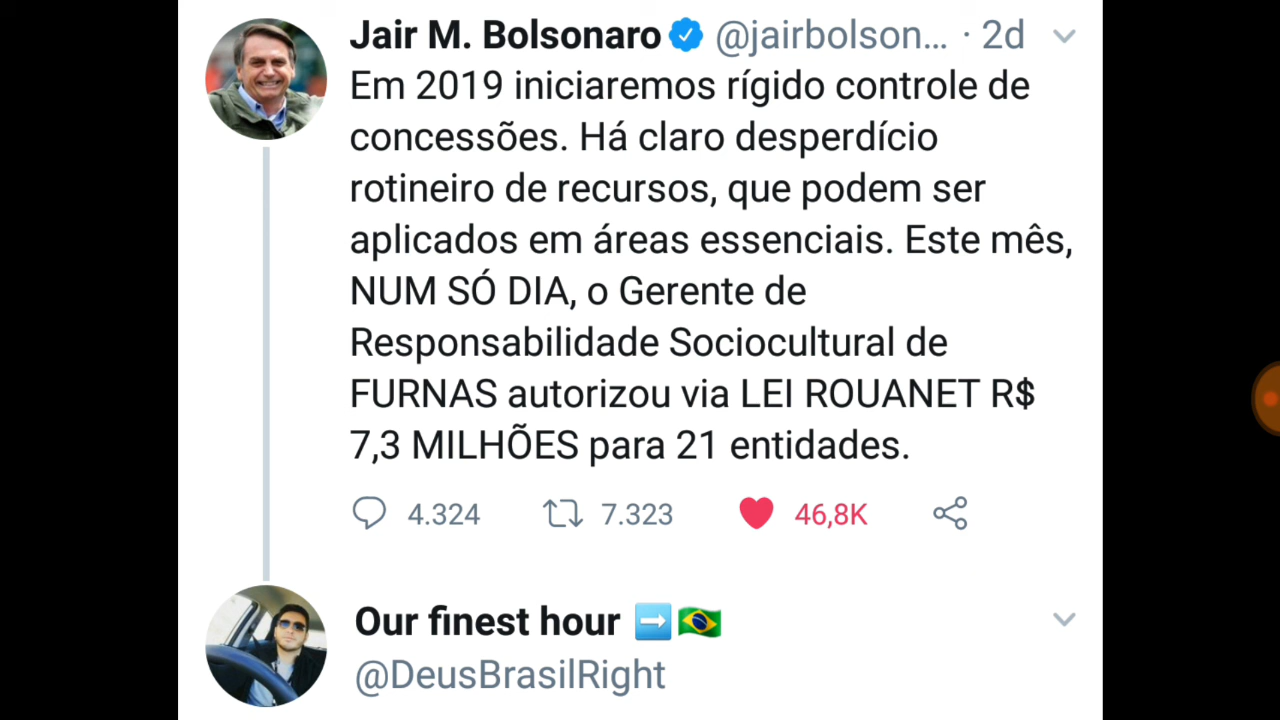 Jair M. Bolsonaro @jairbolson... · 2d
Em 2019 iniciaremos rígido controle de
concessões. Há claro desperdício
rotineiro de recursos, que podem ser
aplicados em áreas essenciais. Este mês,
NUM SÓ DIA, o Gerente de
Responsabilidade Sociocultural de
FURNAS autorizou via LEI ROUANET R$
7,3 MILHÕES para 21 entidades.
4.324 7.323 46,8K
Our finest hour ➡️🇧🇷
@DeusBrasilRight